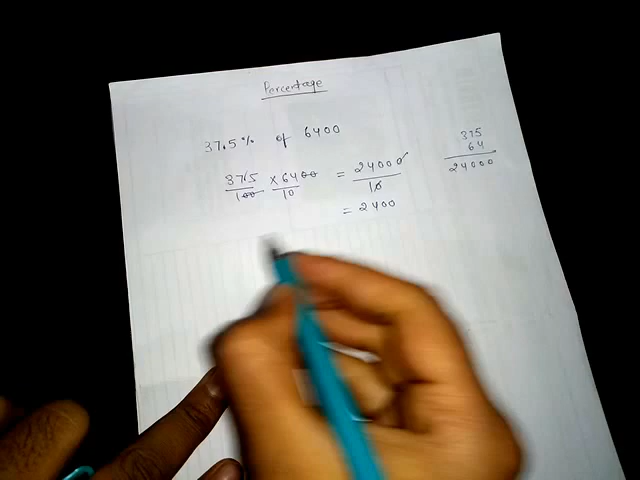 Percentage
37.5% of 6400
375/100 × 6400/10 = 24000/10
= 2400
375
64
24000